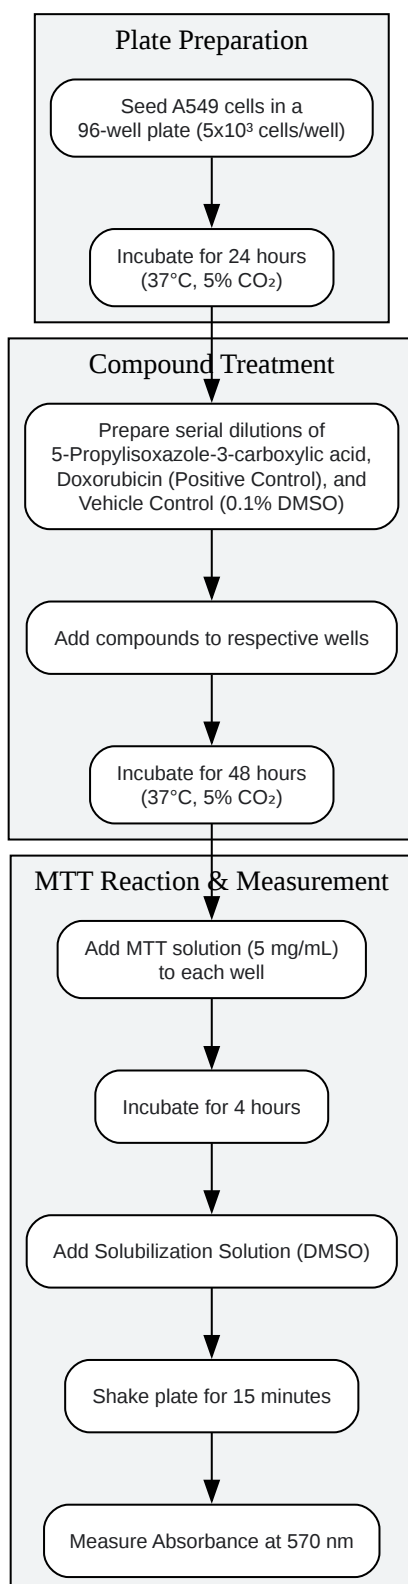 Plate Preparation
Seed A549 cells in a
96-well plate (5x10³ cells/well)
Incubate for 24 hours
(37°C, 5% CO₂)
Compound Treatment
Prepare serial dilutions of
5-Propylisoxazole-3-carboxylic acid,
Doxorubicin (Positive Control), and
Vehicle Control (0.1% DMSO)
Add compounds to respective wells
Incubate for 48 hours
(37°C, 5% CO₂)
MTT Reaction & Measurement
Add MTT solution (5 mg/mL)
to each well
Incubate for 4 hours
Add Solubilization Solution (DMSO)
Shake plate for 15 minutes
Measure Absorbance at 570 nm